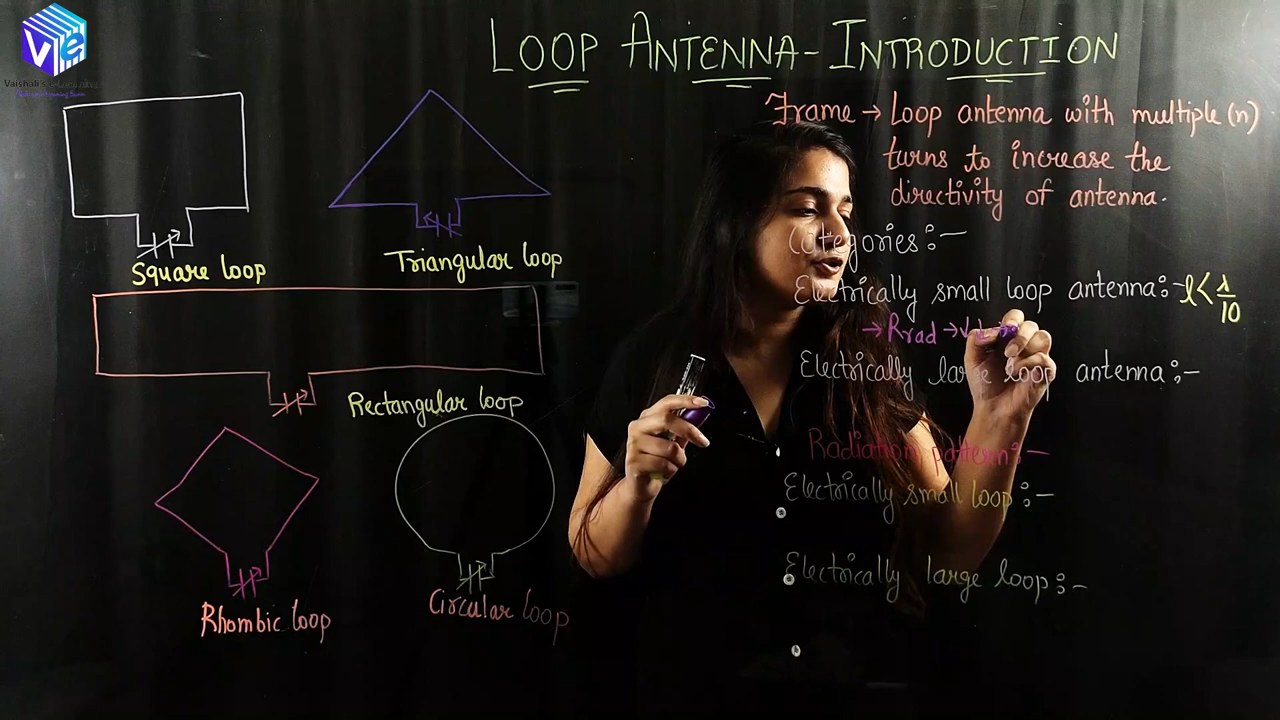 LOOP ANTENNA-INTRODUCTION
Frame → Loop antenna with multiple (n)
turns to increase the
directivity of antenna.
Categories:-
Electrically small loop antenna:- l < λ/10
→ Rrad →
Electrically large loop antenna:-
Radiation pattern:-
Electrically small loop:-
Electrically large loop:-
Square loop
Triangular loop
Rectangular loop
Rhombic loop
Circular loop
Ve